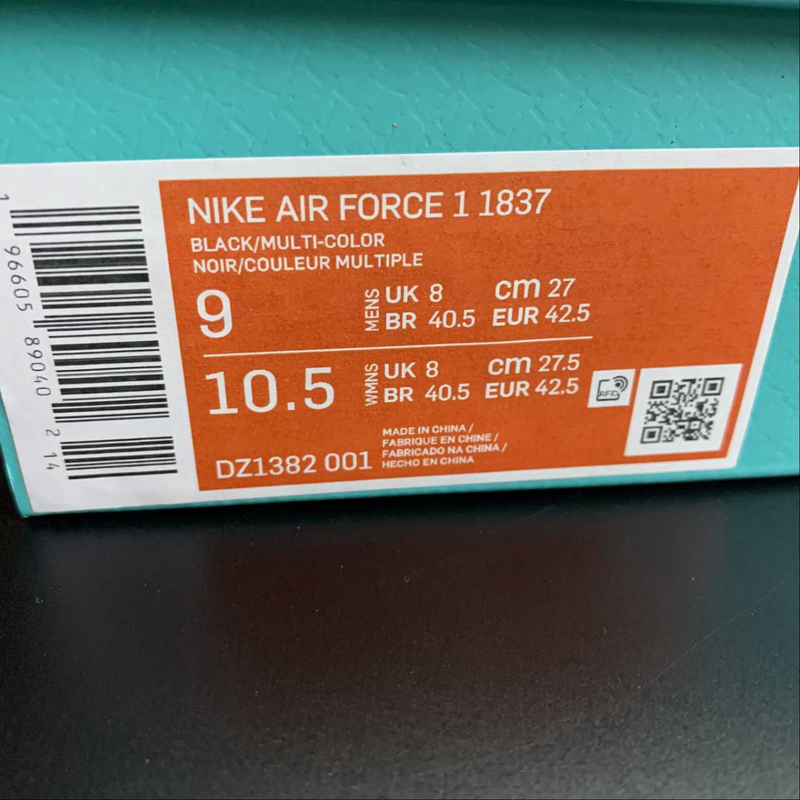 1 96605 89040 2 14
NIKE AIR FORCE 1 1837
BLACK/MULTI-COLOR
NOIR/COULEUR MULTIPLE
9
MENS
UK 8 cm 27
BR 40.5 EUR 42.5
10.5
WMNS
UK 8 cm 27.5
BR 40.5 EUR 42.5
RFID
DZ1382 001
MADE IN CHINA /
FABRIQUE EN CHINE /
FABRICADO NA CHINA /
HECHO EN CHINA